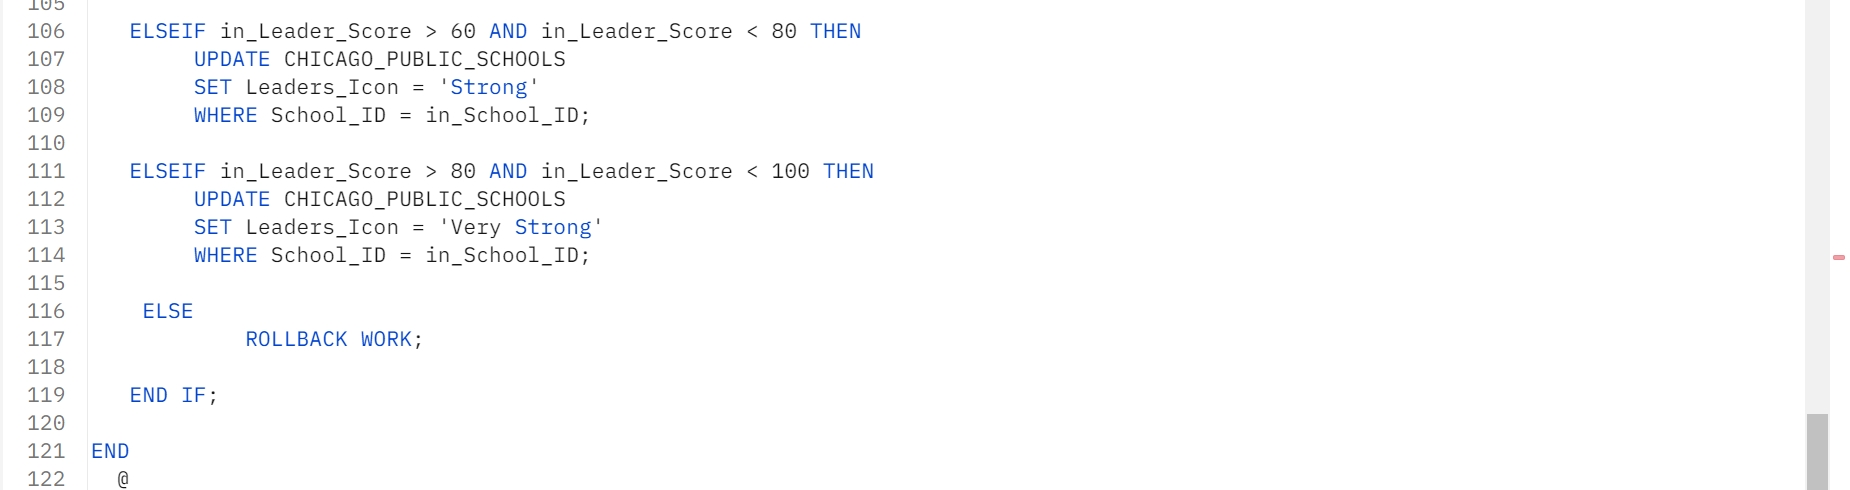 105
106 ELSEIF in_Leader_Score > 60 AND in_Leader_Score < 80 THEN
107 UPDATE CHICAGO_PUBLIC_SCHOOLS
108 SET Leaders_Icon = 'Strong'
109 WHERE School_ID = in_School_ID;
110
111 ELSEIF in_Leader_Score > 80 AND in_Leader_Score < 100 THEN
112 UPDATE CHICAGO_PUBLIC_SCHOOLS
113 SET Leaders_Icon = 'Very Strong'
114 WHERE School_ID = in_School_ID;
115
116 ELSE
117 ROLLBACK WORK;
118
119 END IF;
120
121 END
122 @